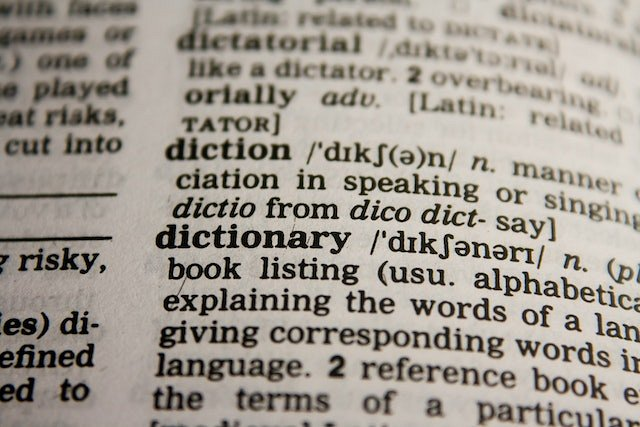 with faces
games or
.) one of
e played
eat risks,
cut into
g risky,
ies) di-
efined
ed to
[Latin: related to DICTATE]
dictatorial /ˌdɪktəˈtɔːrɪəl/ adj.
like a dictator. 2 overbearing.
orially adv. [Latin: related
TATOR]
diction /ˈdɪkʃ(ə)n/ n. manner
ciation in speaking or singing
dictio from dico dict- say]
dictionary /ˈdɪkʃənərɪ/ n. (pl
book listing (usu. alphabetica
explaining the words of a lan
giving corresponding words in
language. 2 reference book e
the terms of a particular